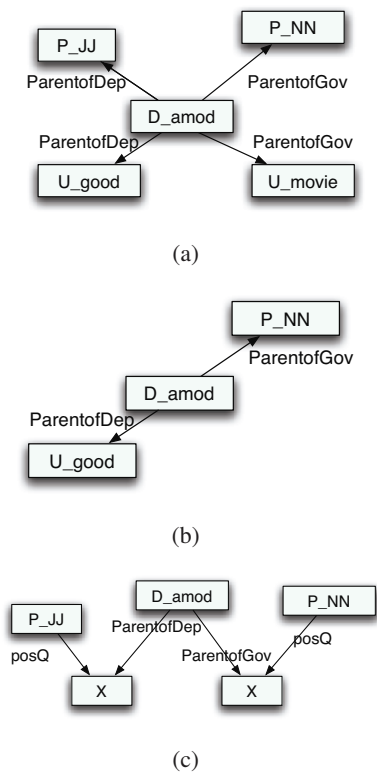 P_JJ
P_NN
ParentofDep
ParentofGov
D_amod
ParentofDep
ParentofGov
U_good
U_movie
(a)
P_NN
ParentofGov
D_amod
ParentofDep
U_good
(b)
D_amod
P_NN
P_JJ
ParentofDep
posQ
ParentofGov
posQ
X
X
(c)